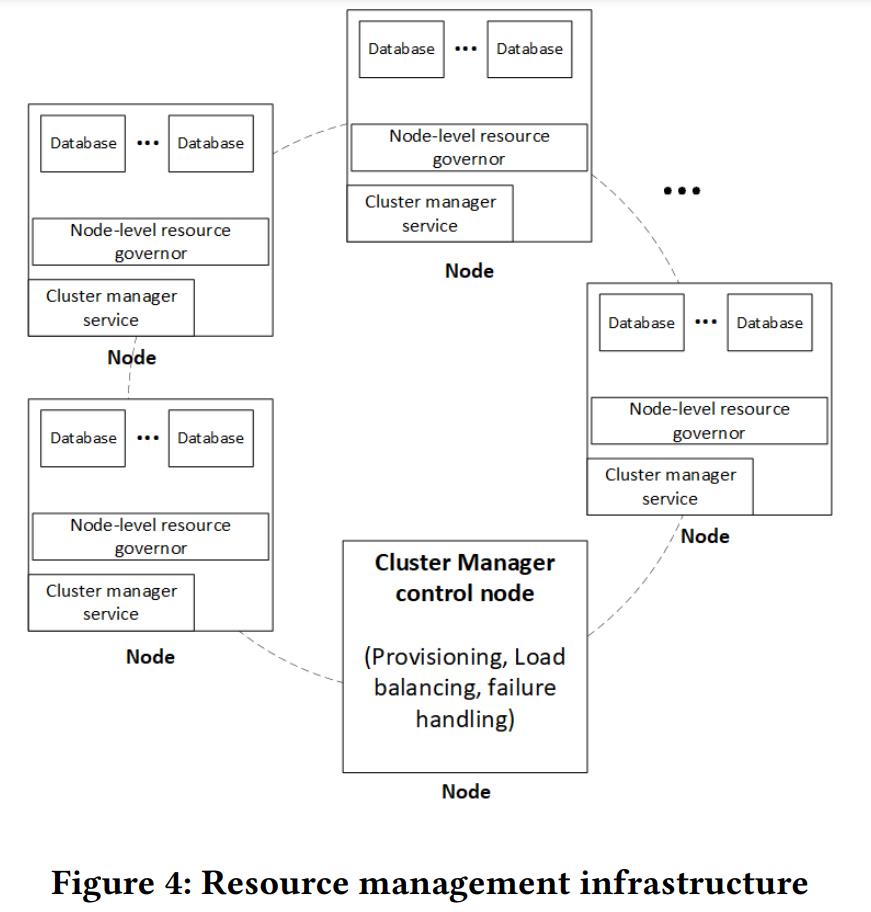 Database ••• Database
Node-level resource
governor
Cluster manager
service
Node
•••
Database ••• Database
Node-level resource
governor
Cluster manager
service
Node
Database ••• Database
Node-level resource
governor
Cluster manager
service
Node
Database ••• Database
Node-level resource
governor
Cluster manager
service
Node
Cluster Manager
control node
(Provisioning, Load
balancing, failure
handling)
Node
Figure 4: Resource management infrastructure